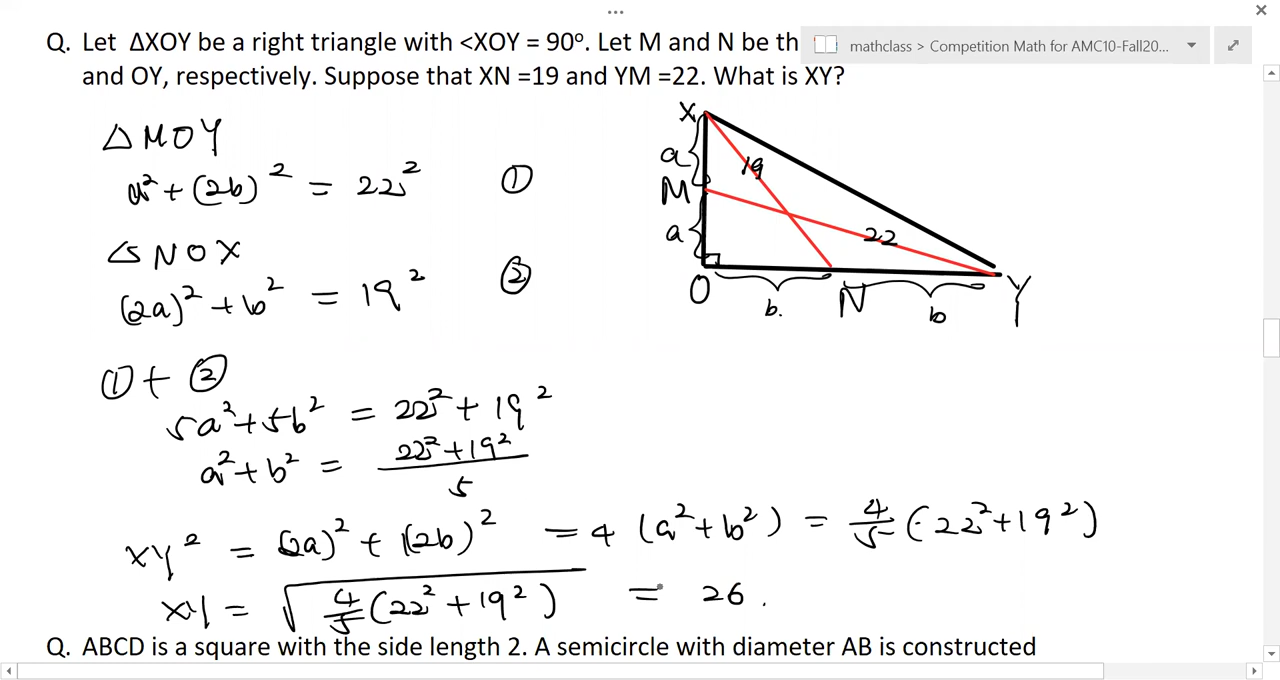 Q. Let ΔXOY be a right triangle with <XOY = 90°. Let M and N be th
mathclass > Competition Math for AMC10-Fall20...
and OY, respectively. Suppose that XN =19 and YM =22. What is XY?
△MOY
a² + (2b)² = 22² ①
△NOX
(2a)² + b² = 19² ②
① + ②
5a² + 5b² = 22² + 19²
a² + b² = (22² + 19²)/5
XY² = (2a)² + (2b)² = 4 (a² + b²) = 4/5 (22² + 19²)
XY = √(4/5 (22² + 19²)) = 26.
X
a
19
M
a
22
O
b.
N
b
Y
Q. ABCD is a square with the side length 2. A semicircle with diameter AB is constructed